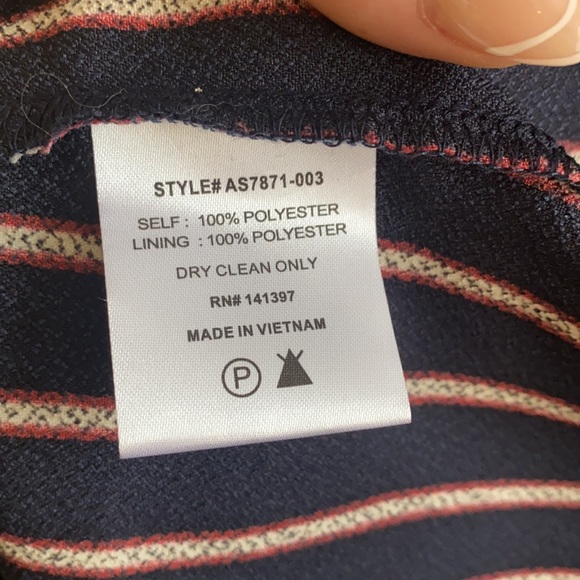 STYLE# AS7871-003
SELF : 100% POLYESTER
LINING : 100% POLYESTER
DRY CLEAN ONLY
RN# 141397
MADE IN VIETNAM
P